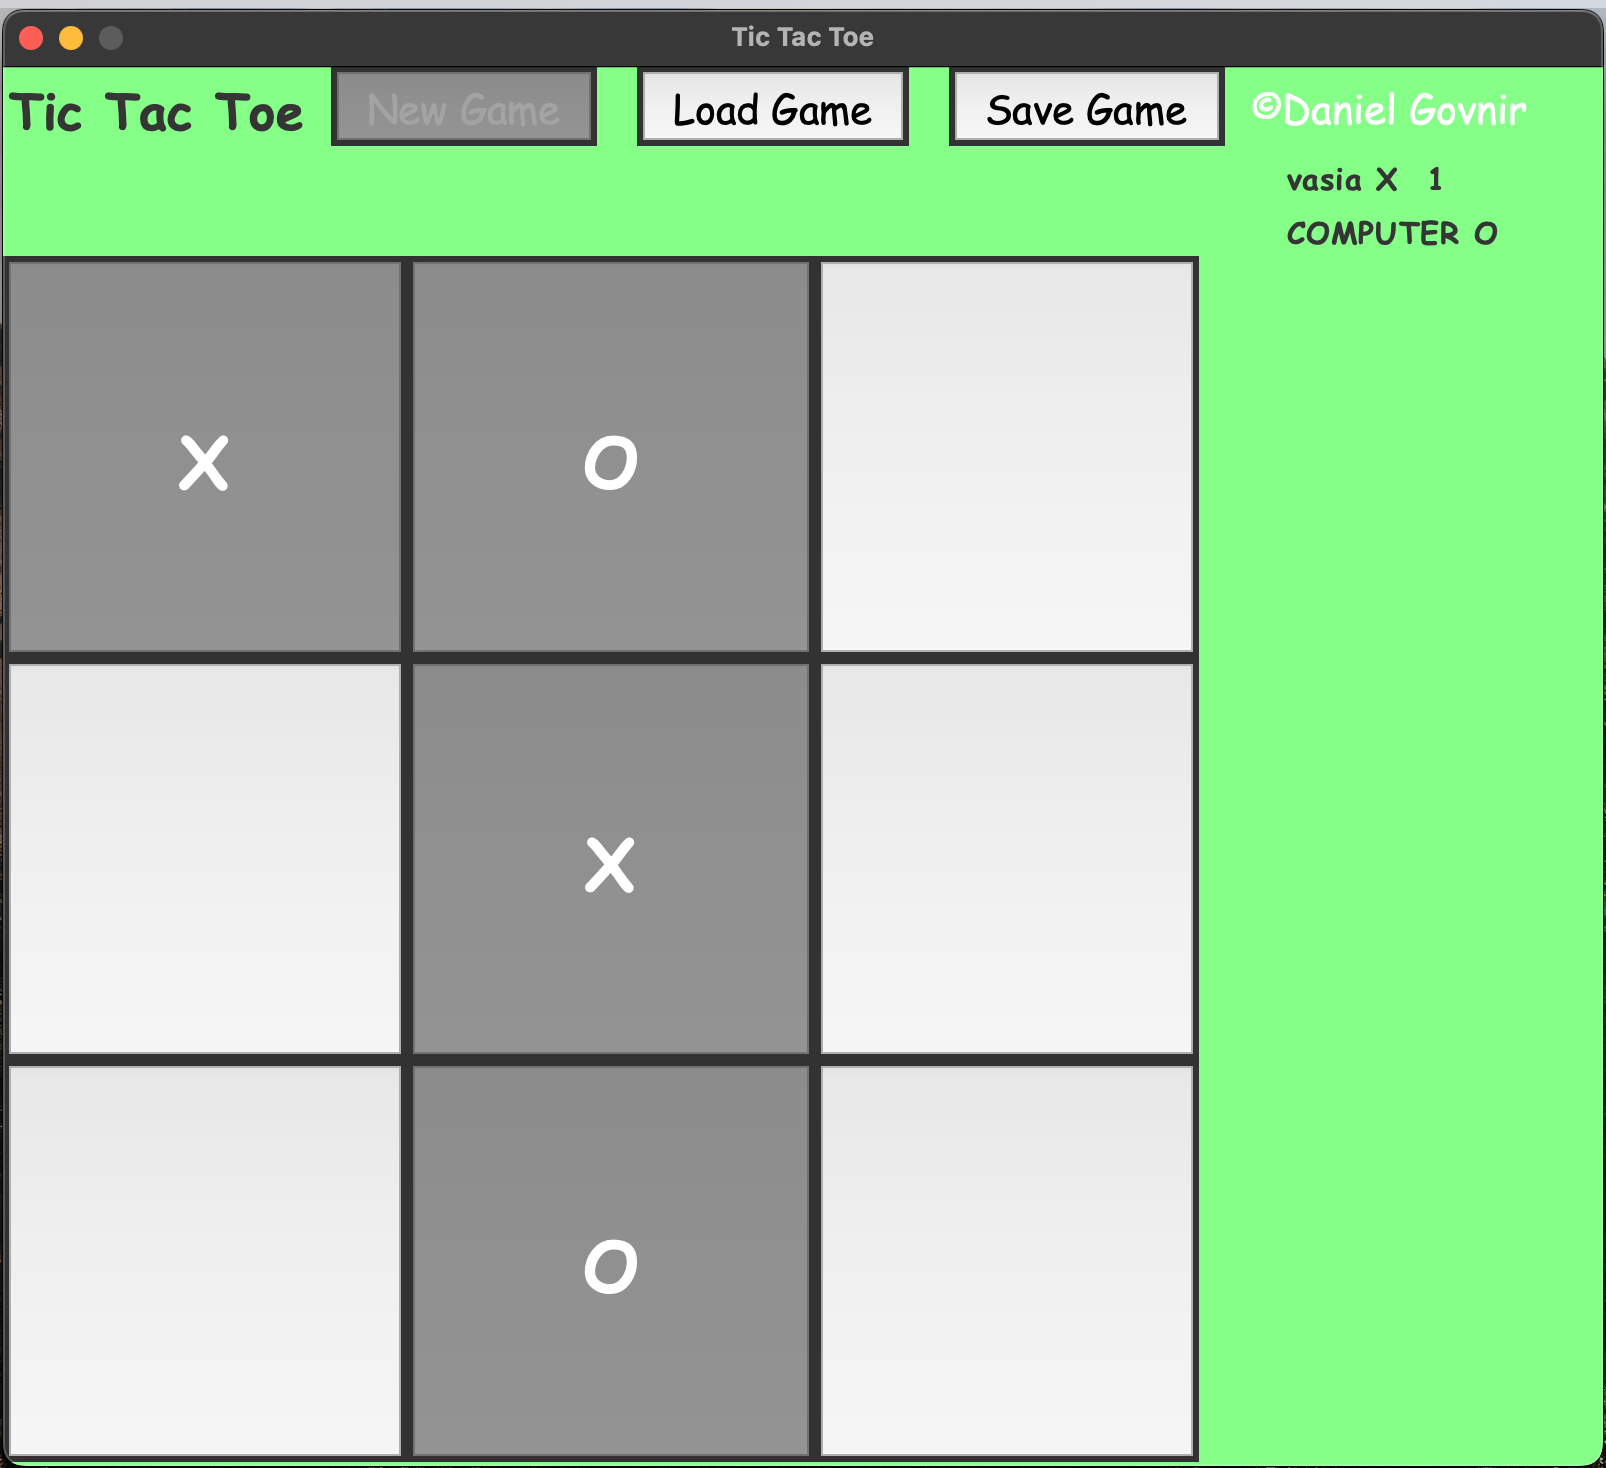 Tic Tac Toe
Tic Tac Toe New Game Load Game Save Game ©Daniel Govnir
vasia X 1
COMPUTER O
X O
X
O